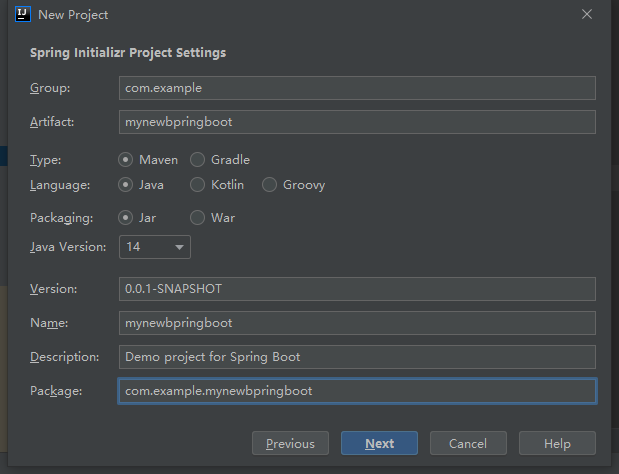 New Project
Spring Initializr Project Settings
Group: com.example
Artifact: mynewbpringboot
Type: Maven Gradle
Language: Java Kotlin Groovy
Packaging: Jar War
Java Version: 14
Version: 0.0.1-SNAPSHOT
Name: mynewbpringboot
Description: Demo project for Spring Boot
Package: com.example.mynewbpringboot
Previous Next Cancel Help